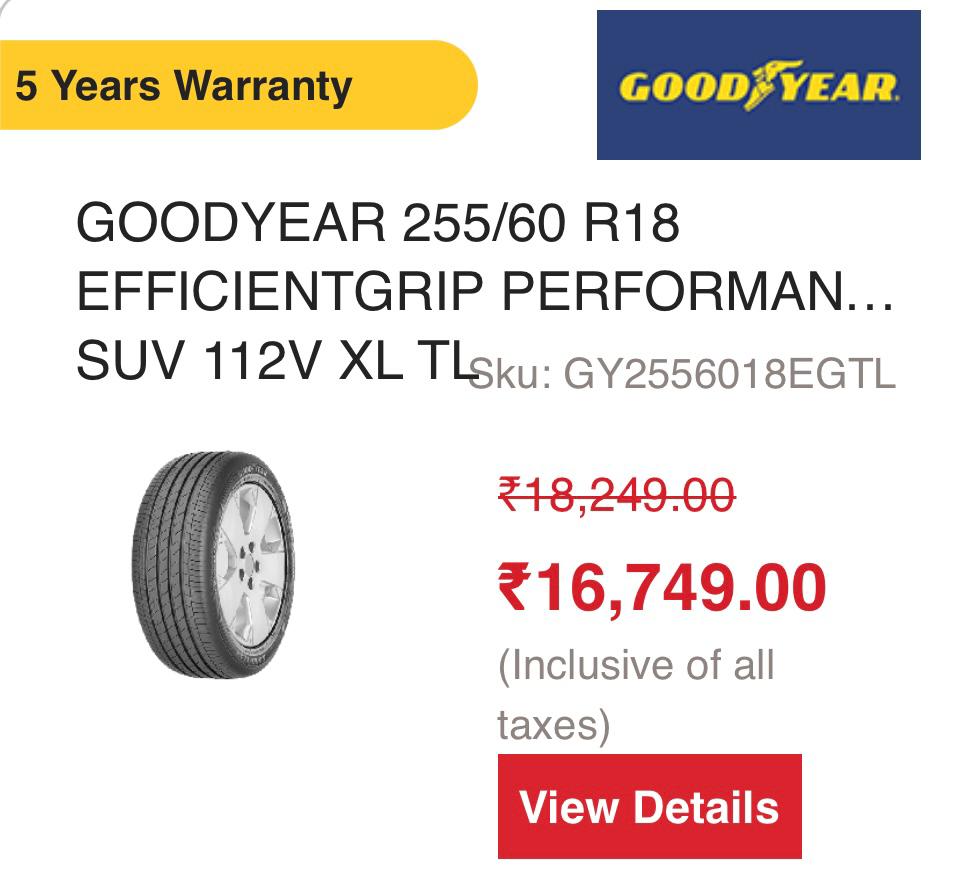 5 Years Warranty
GOODYEAR
GOODYEAR 255/60 R18
EFFICIENTGRIP PERFORMAN...
SUV 112V XL TL
Sku: GY2556018EGTL
₹18,249.00
₹16,749.00
(Inclusive of all
taxes)
View Details